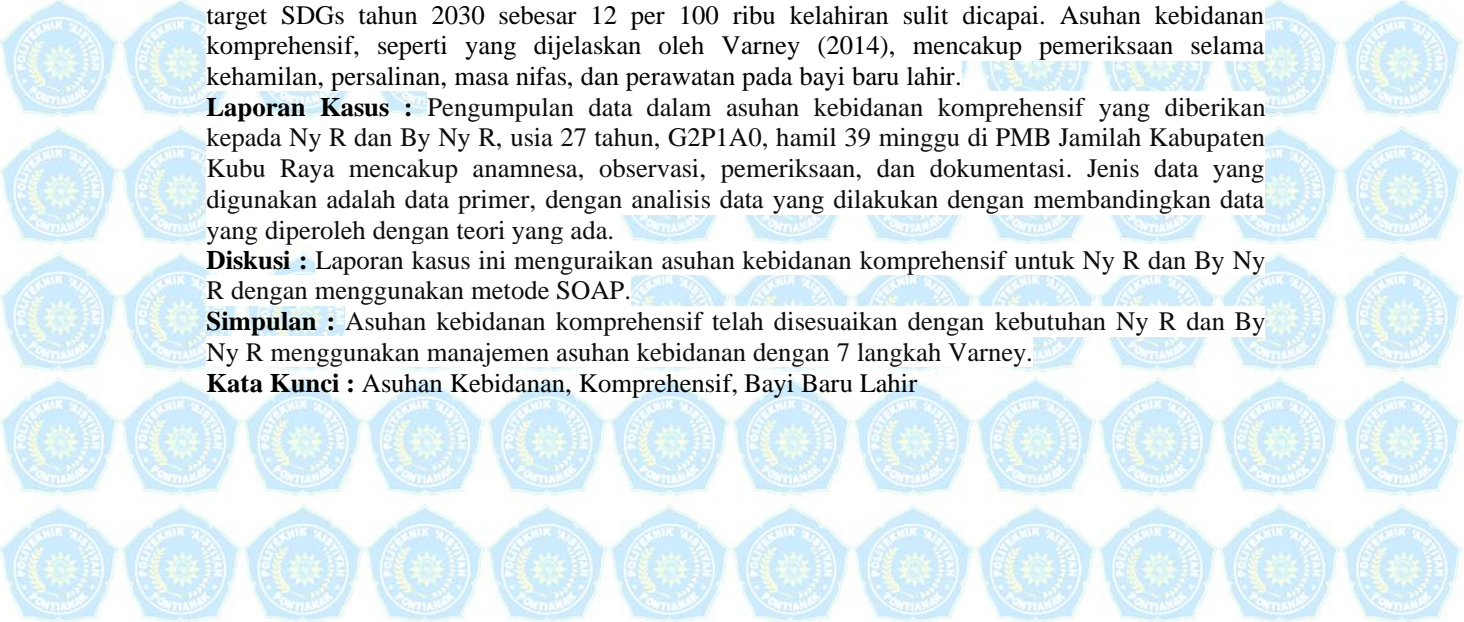 target SDGs tahun 2030 sebesar 12 per 100 ribu kelahiran sulit dicapai. Asuhan kebidanan
komprehensif, seperti yang dijelaskan oleh Varney (2014), mencakup pemeriksaan selama
kehamilan, persalinan, masa nifas, dan perawatan pada bayi baru lahir.
Laporan Kasus : Pengumpulan data dalam asuhan kebidanan komprehensif yang diberikan
kepada Ny R dan By Ny R, usia 27 tahun, G2P1A0, hamil 39 minggu di PMB Jamilah Kabupaten
Kubu Raya mencakup anamnesa, observasi, pemeriksaan, dan dokumentasi. Jenis data yang
digunakan adalah data primer, dengan analisis data yang dilakukan dengan membandingkan data
yang diperoleh dengan teori yang ada.
Diskusi : Laporan kasus ini menguraikan asuhan kebidanan komprehensif untuk Ny R dan By Ny
R dengan menggunakan metode SOAP.
Simpulan : Asuhan kebidanan komprehensif telah disesuaikan dengan kebutuhan Ny R dan By
Ny R menggunakan manajemen asuhan kebidanan dengan 7 langkah Varney.
Kata Kunci : Asuhan Kebidanan, Komprehensif, Bayi Baru Lahir